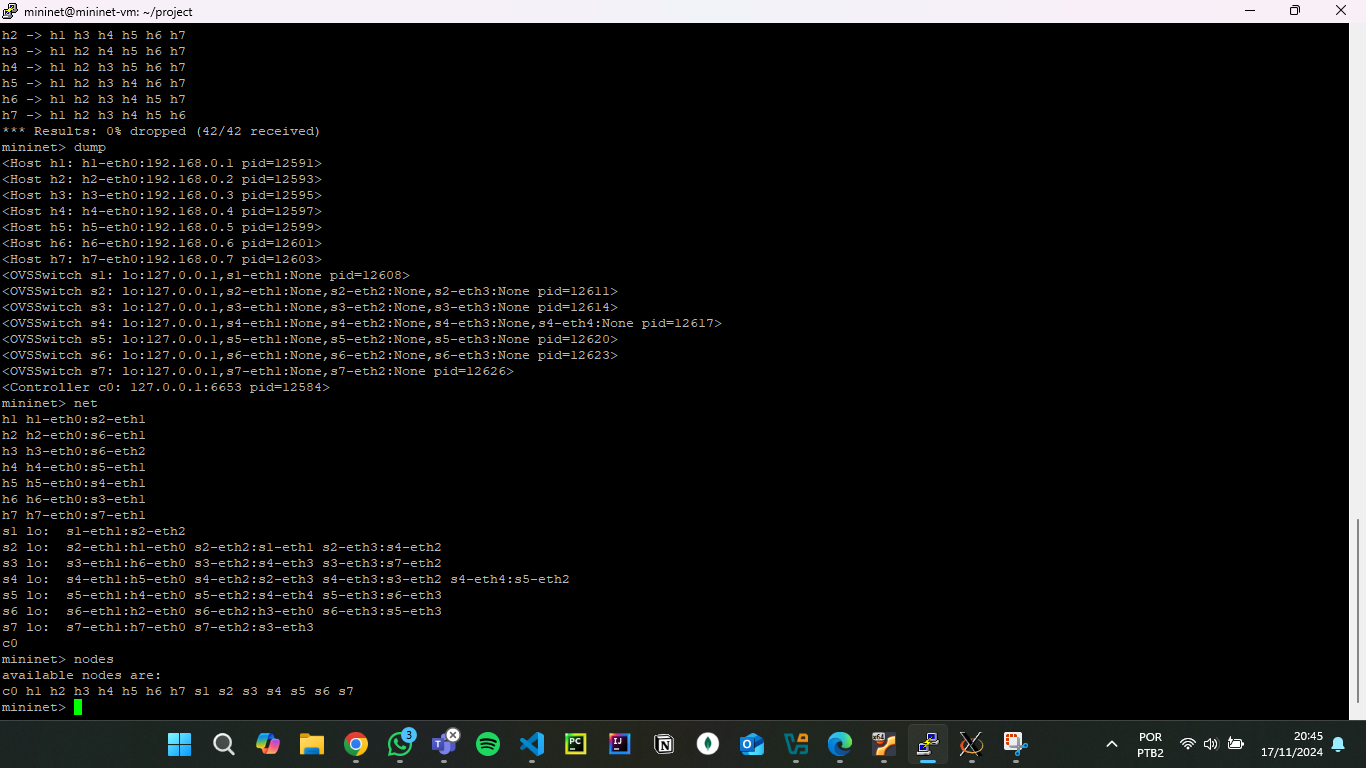 mininet@mininet-vm: ~/project
h2 -> h1 h3 h4 h5 h6 h7
h3 -> h1 h2 h4 h5 h6 h7
h4 -> h1 h2 h3 h5 h6 h7
h5 -> h1 h2 h3 h4 h6 h7
h6 -> h1 h2 h3 h4 h5 h7
h7 -> h1 h2 h3 h4 h5 h6
*** Results: 0% dropped (42/42 received)
mininet> dump
<Host h1: h1-eth0:192.168.0.1 pid=12591>
<Host h2: h2-eth0:192.168.0.2 pid=12593>
<Host h3: h3-eth0:192.168.0.3 pid=12595>
<Host h4: h4-eth0:192.168.0.4 pid=12597>
<Host h5: h5-eth0:192.168.0.5 pid=12599>
<Host h6: h6-eth0:192.168.0.6 pid=12601>
<Host h7: h7-eth0:192.168.0.7 pid=12603>
<OVSSwitch s1: lo:127.0.0.1,s1-eth1:None pid=12608>
<OVSSwitch s2: lo:127.0.0.1,s2-eth1:None,s2-eth2:None,s2-eth3:None pid=12611>
<OVSSwitch s3: lo:127.0.0.1,s3-eth1:None,s3-eth2:None,s3-eth3:None pid=12614>
<OVSSwitch s4: lo:127.0.0.1,s4-eth1:None,s4-eth2:None,s4-eth3:None,s4-eth4:None pid=12617>
<OVSSwitch s5: lo:127.0.0.1,s5-eth1:None,s5-eth2:None,s5-eth3:None pid=12620>
<OVSSwitch s6: lo:127.0.0.1,s6-eth1:None,s6-eth2:None,s6-eth3:None pid=12623>
<OVSSwitch s7: lo:127.0.0.1,s7-eth1:None,s7-eth2:None pid=12626>
<Controller c0: 127.0.0.1:6653 pid=12584>
mininet> net
h1 h1-eth0:s2-eth1
h2 h2-eth0:s6-eth1
h3 h3-eth0:s6-eth2
h4 h4-eth0:s5-eth1
h5 h5-eth0:s4-eth1
h6 h6-eth0:s3-eth1
h7 h7-eth0:s7-eth1
s1 lo:  s1-eth1:s2-eth2
s2 lo:  s2-eth1:h1-eth0 s2-eth2:s1-eth1 s2-eth3:s4-eth2
s3 lo:  s3-eth1:h6-eth0 s3-eth2:s4-eth3 s3-eth3:s7-eth2
s4 lo:  s4-eth1:h5-eth0 s4-eth2:s2-eth3 s4-eth3:s3-eth2 s4-eth4:s5-eth2
s5 lo:  s5-eth1:h4-eth0 s5-eth2:s4-eth4 s5-eth3:s6-eth3
s6 lo:  s6-eth1:h2-eth0 s6-eth2:h3-eth0 s6-eth3:s5-eth3
s7 lo:  s7-eth1:h7-eth0 s7-eth2:s3-eth3
c0
mininet> nodes
available nodes are:
c0 h1 h2 h3 h4 h5 h6 h7 s1 s2 s3 s4 s5 s6 s7
mininet>
3
PC
IJ
x64
POR
PTB2
20:45
17/11/2024